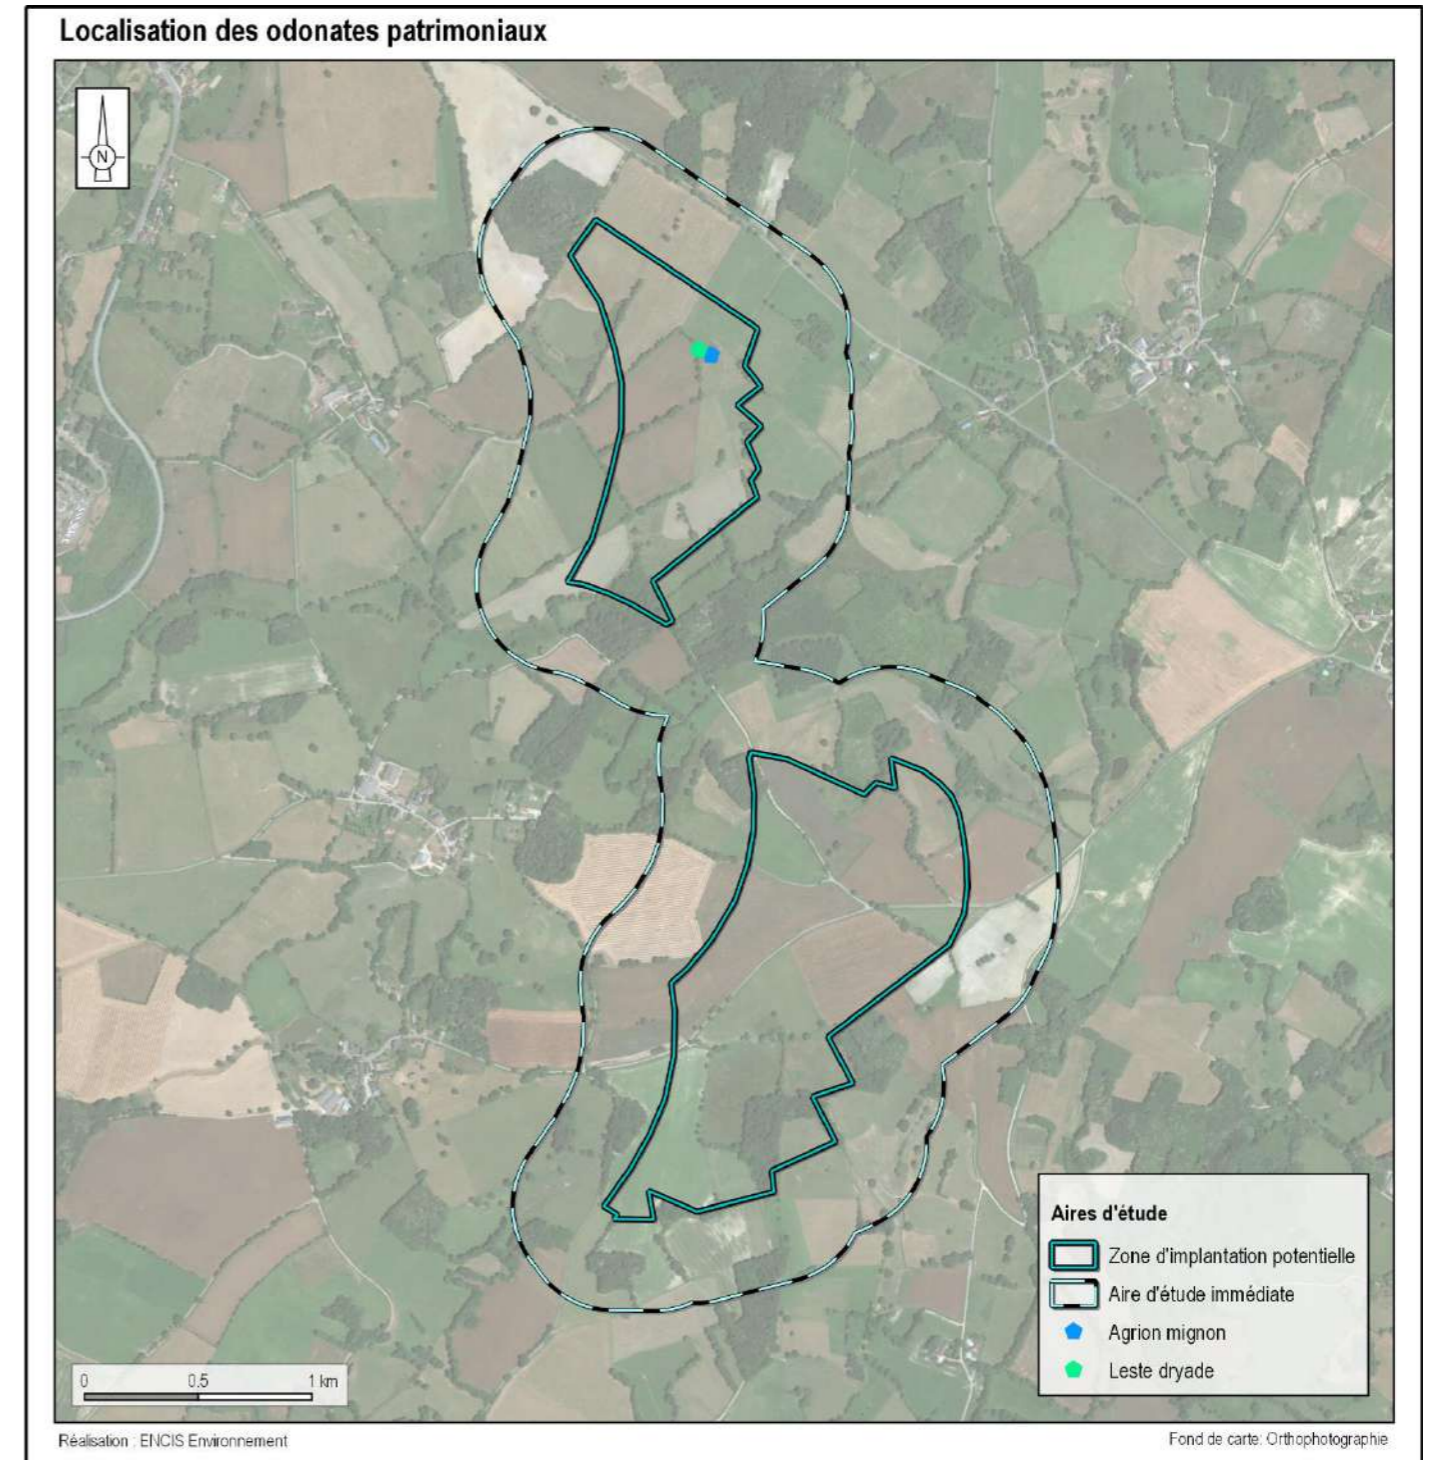 Localisation des odonates patrimoniaux
N
Aires d'étude
Zone d'implantation potentielle
Aire d'étude immédiate
Agrion mignon
Leste dryade
0 0.5 1 km
Réalisation : ENCIS Environnement
Fond de carte: Orthophotographie